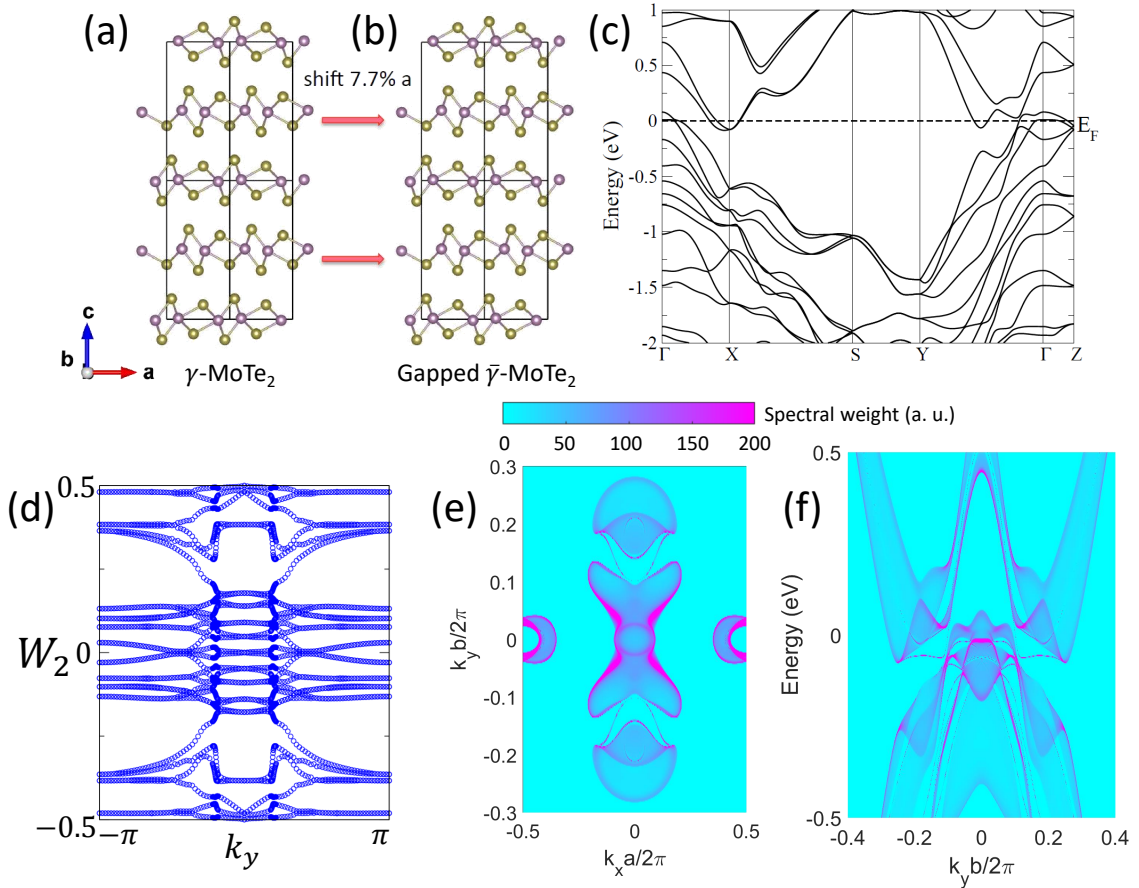 (a)
(b)
shift 7.7% a
c
b
a
γ-MoTe₂
Gapped γ̄-MoTe₂
(c)
1
0.5
0
-0.5
-1
-1.5
-2
Energy (eV)
E_F
Γ
X
S
Y
Γ
Z
Spectral weight (a. u.)
0
50
100
150
200
(d)
0.5
W₂
0
−0.5
−π
k_y
π
(e)
0.3
0.2
0.1
0
-0.1
-0.2
-0.3
k_y b/2π
-0.5
0
0.5
k_x a/2π
(f)
0.5
0
-0.5
Energy (eV)
-0.4
-0.2
0
0.2
0.4
k_y b/2π